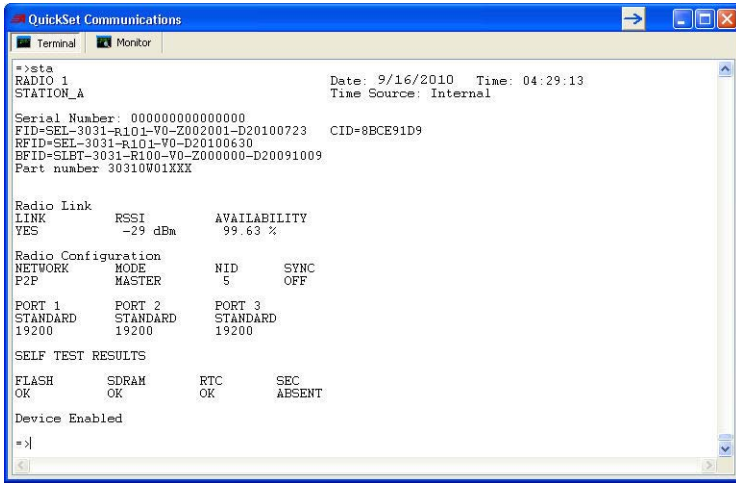 QuickSet Communications
Terminal Monitor
=>sta
RADIO 1 Date: 9/16/2010 Time: 04:29:13
STATION_A Time Source: Internal
Serial Number: 000000000000000
FID=SEL-3031-R101-V0-Z002001-D20100723 CID=8BCE91D9
RFID=SEL-3031-R101-V0-D20100630
BFID=SLBT-3031-R100-V0-Z000000-D20091009
Part number 30310W01XXX
Radio Link
LINK RSSI AVAILABILITY
YES -29 dBm 99.63 %
Radio Configuration
NETWORK MODE NID SYNC
P2P MASTER 5 OFF
PORT 1 PORT 2 PORT 3
STANDARD STANDARD STANDARD
19200 19200 19200
SELF TEST RESULTS
FLASH SDRAM RTC SEC
OK OK OK ABSENT
Device Enabled
=>